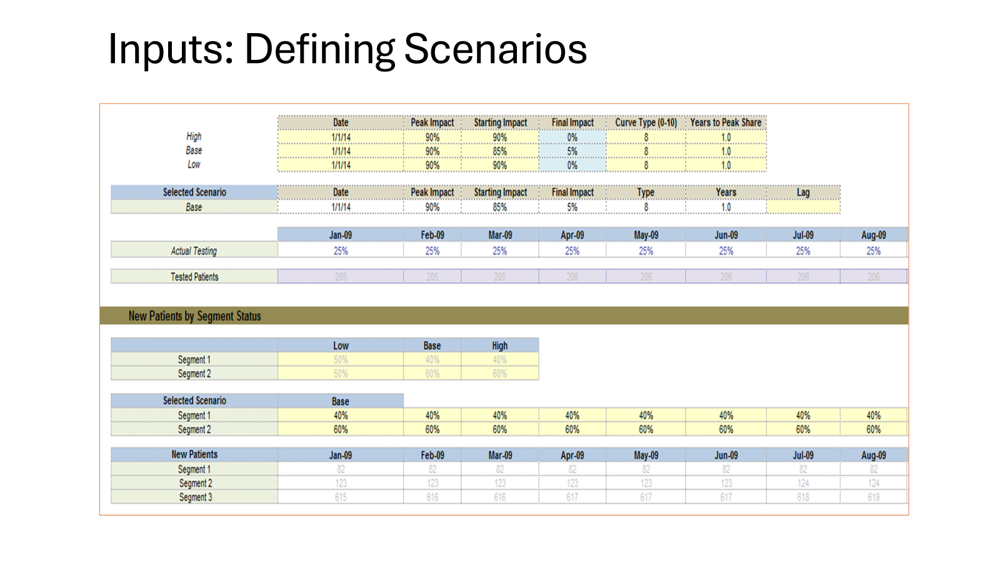 Inputs: Defining Scenarios
Date Peak Impact Starting Impact Final Impact Curve Type (0-10) Years to Peak Share
High 1/1/14 90% 90% 0% 8 1.0
Base 1/1/14 90% 85% 5% 8 1.0
Low 1/1/14 90% 90% 0% 8 1.0
Selected Scenario Date Peak Impact Starting Impact Final Impact Type Years Lag
Base 1/1/14 90% 85% 5% 8 1.0
Jan-09 Feb-09 Mar-09 Apr-09 May-09 Jun-09 Jul-09 Aug-09
Actual Testing 25% 25% 25% 25% 25% 25% 25% 25%
Tested Patients 205 205 205 206 206 206 206 206
New Patients by Segment Status
Low Base High
Segment 1 50% 40% 40%
Segment 2 50% 60% 60%
Selected Scenario Base
Segment 1 40% 40% 40% 40% 40% 40% 40% 40%
Segment 2 60% 60% 60% 60% 60% 60% 60% 60%
New Patients Jan-09 Feb-09 Mar-09 Apr-09 May-09 Jun-09 Jul-09 Aug-09
Segment 1 82 82 82 82 82 82 82 82
Segment 2 123 123 123 123 123 123 124 124
Segment 3 615 616 616 617 617 617 618 619